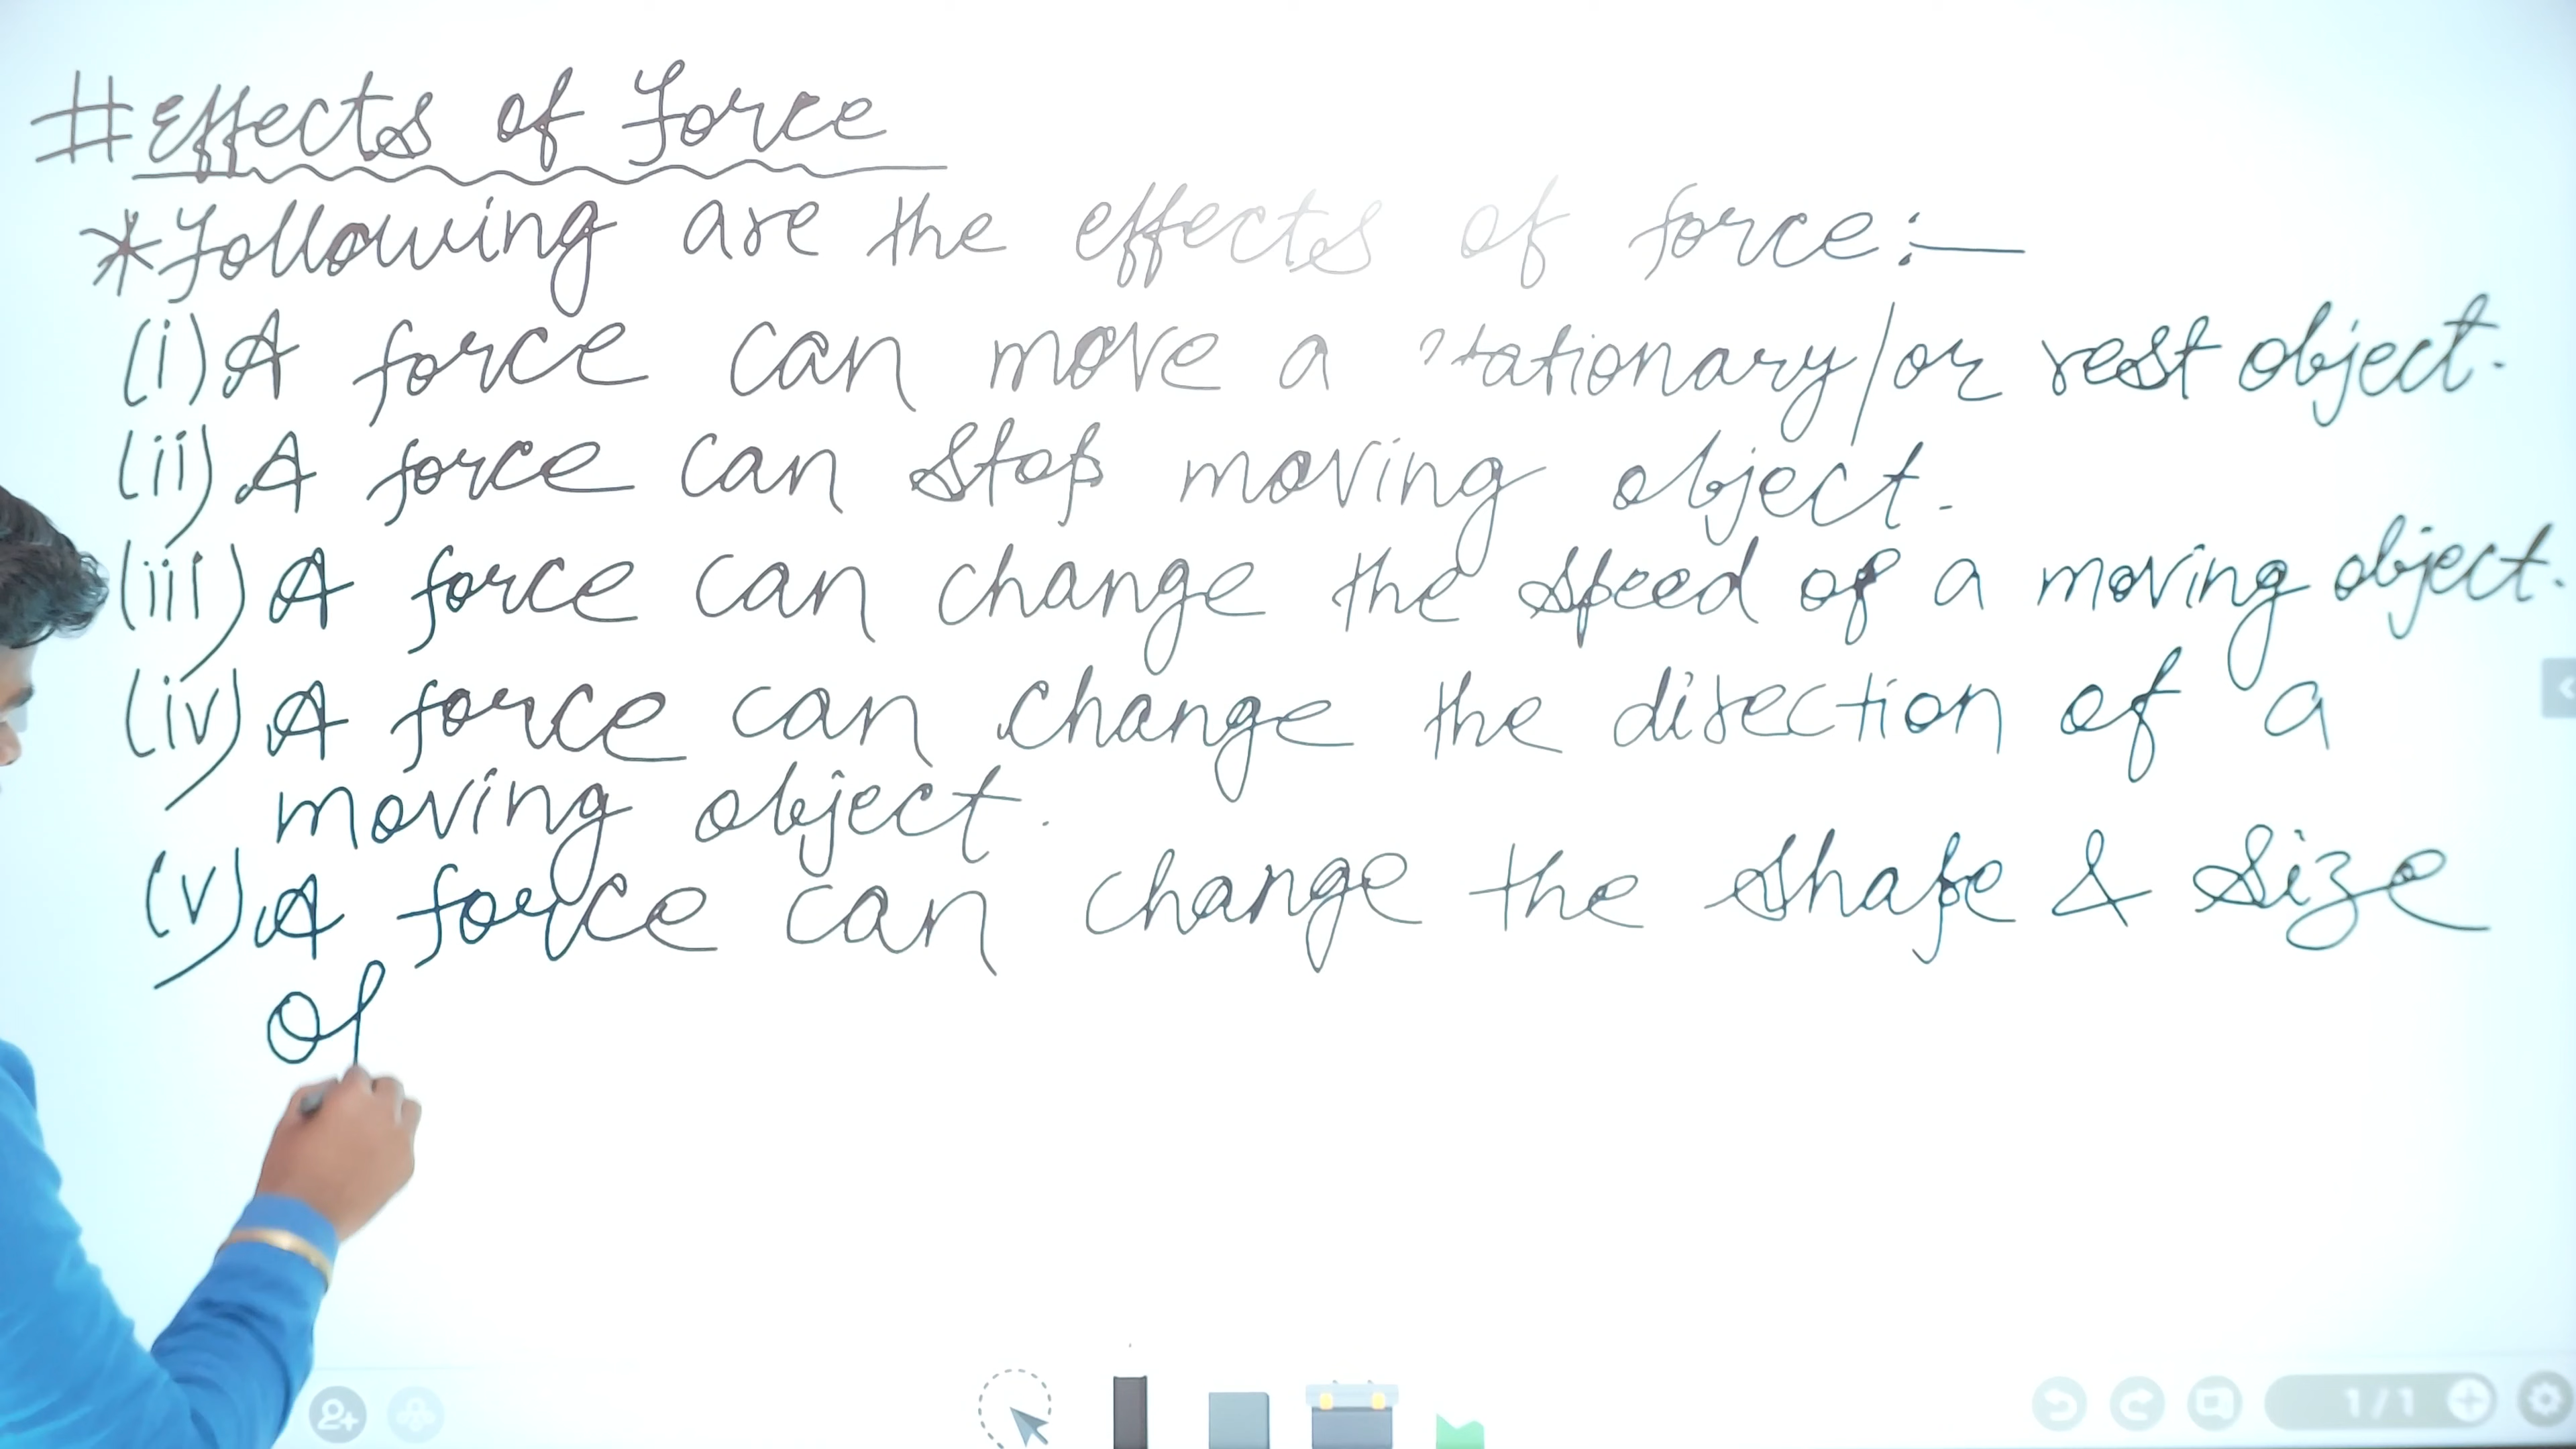 # Effects of force
* following are the effects of force:—
(i) A force can move a stationary/or rest object.
(ii) A force can stop moving object.
(iii) A force can change the speed of a moving object.
(iv) A force can change the direction of a
moving object.
(v) A force can change the shape & size
of
1/1